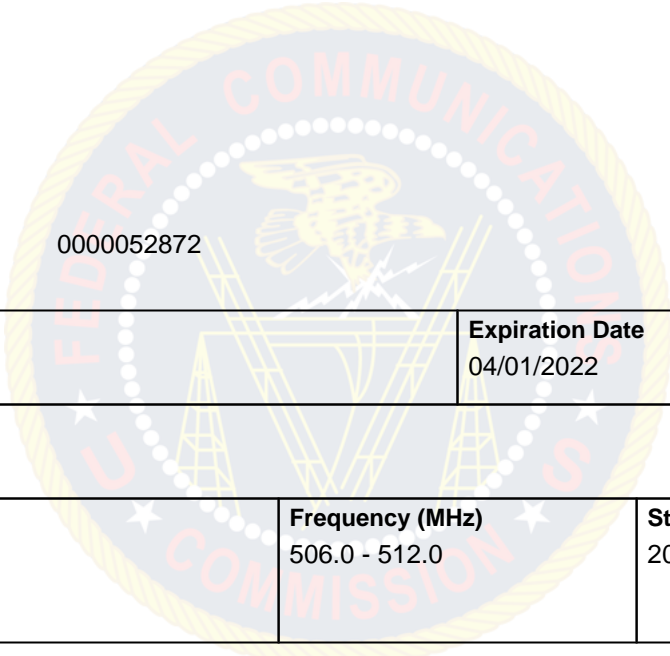 FEDERAL COMMUNICATIONS
0000052872
Expiration Date
04/01/2022
Frequency (MHz)
506.0 - 512.0
U S
COMMISSION